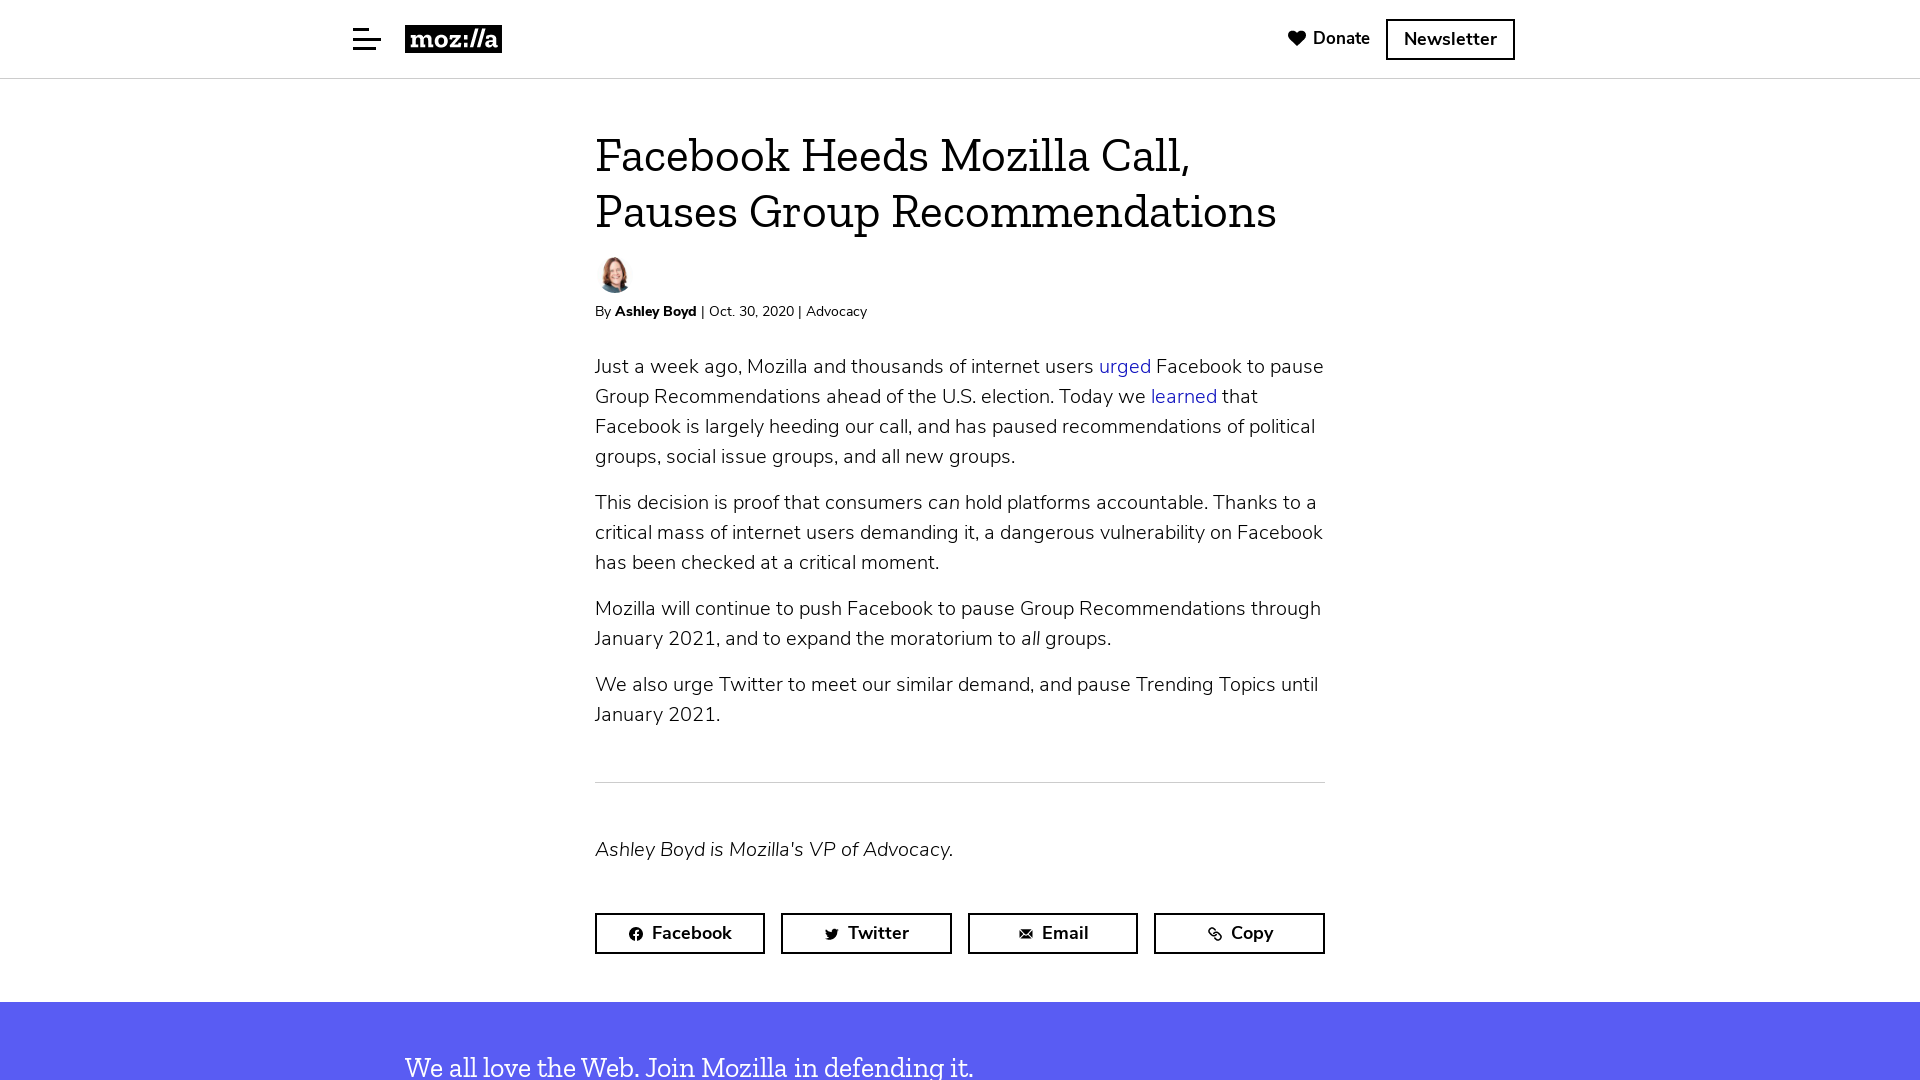 moz://a
Donate
Newsletter
Facebook Heeds Mozilla Call,
Pauses Group Recommendations
By Ashley Boyd | Oct. 30, 2020 | Advocacy
Just a week ago, Mozilla and thousands of internet users urged Facebook to pause
Group Recommendations ahead of the U.S. election. Today we learned that
Facebook is largely heeding our call, and has paused recommendations of political
groups, social issue groups, and all new groups.
This decision is proof that consumers can hold platforms accountable. Thanks to a
critical mass of internet users demanding it, a dangerous vulnerability on Facebook
has been checked at a critical moment.
Mozilla will continue to push Facebook to pause Group Recommendations through
January 2021, and to expand the moratorium to all groups.
We also urge Twitter to meet our similar demand, and pause Trending Topics until
January 2021.
Ashley Boyd is Mozilla's VP of Advocacy.
Facebook
Twitter
Email
Copy
We all love the Web. Join Mozilla in defending it.